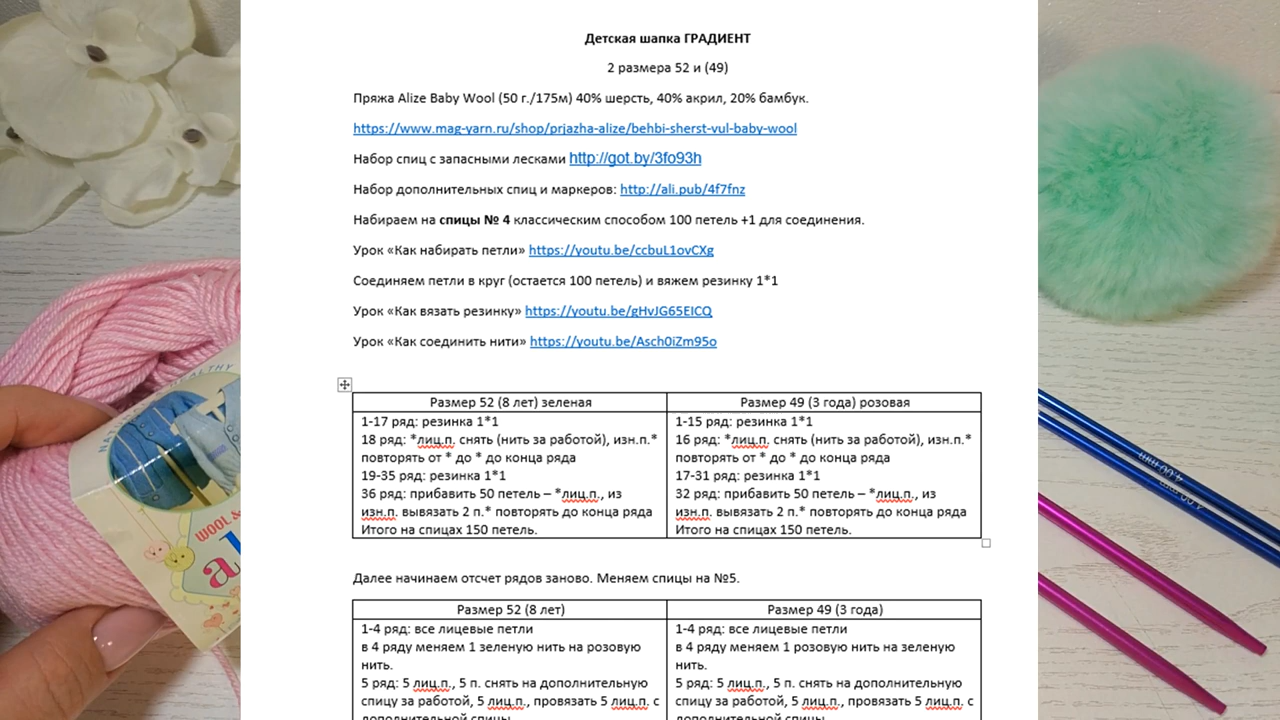 Детская шапка ГРАДИЕНТ
2 размера 52 и (49)
Пряжа Alize Baby Wool (50 г./175м) 40% шерсть, 40% акрил, 20% бамбук.
https://www.mag-yarn.ru/shop/prjazha-alize/behbi-sherst-vul-baby-wool
Набор спиц с запасными лесками http://got.by/3fo93h
Набор дополнительных спиц и маркеров: http://ali.pub/4f7fnz
Набираем на спицы № 4 классическим способом 100 петель +1 для соединения.
Урок «Как набирать петли» https://youtu.be/ccbuL1ovCXg
Соединяем петли в круг (остается 100 петель) и вяжем резинку 1*1
Урок «Как вязать резинку» https://youtu.be/gHvJG65EICQ
Урок «Как соединить нити» https://youtu.be/Asch0iZm95o
Размер 52 (8 лет) зеленая
1-17 ряд: резинка 1*1
18 ряд: *лиц.п. снять (нить за работой), изн.п.*
повторять от * до * до конца ряда
19-35 ряд: резинка 1*1
36 ряд: прибавить 50 петель – *лиц.п., из
изн.п. вывязать 2 п.* повторять до конца ряда
Итого на спицах 150 петель.
Размер 49 (3 года) розовая
1-15 ряд: резинка 1*1
16 ряд: *лиц.п. снять (нить за работой), изн.п.*
повторять от * до * до конца ряда
17-31 ряд: резинка 1*1
32 ряд: прибавить 50 петель – *лиц.п., из
изн.п. вывязать 2 п.* повторять до конца ряда
Итого на спицах 150 петель.
Далее начинаем отсчет рядов заново. Меняем спицы на №5.
Размер 52 (8 лет)
1-4 ряд: все лицевые петли
в 4 ряду меняем 1 зеленую нить на розовую
нить.
5 ряд: 5 лиц.п., 5 п. снять на дополнительную
спицу за работой, 5 лиц.п., провязать 5 лиц.п. с
дополнительной спицы
Размер 49 (3 года)
1-4 ряд: все лицевые петли
в 4 ряду меняем 1 розовую нить на зеленую
нить.
5 ряд: 5 лиц.п., 5 п. снять на дополнительную
спицу за работой, 5 лиц.п., провязать 5 лиц.п. с
дополнительной спицы
WOOL &
4.00 mm